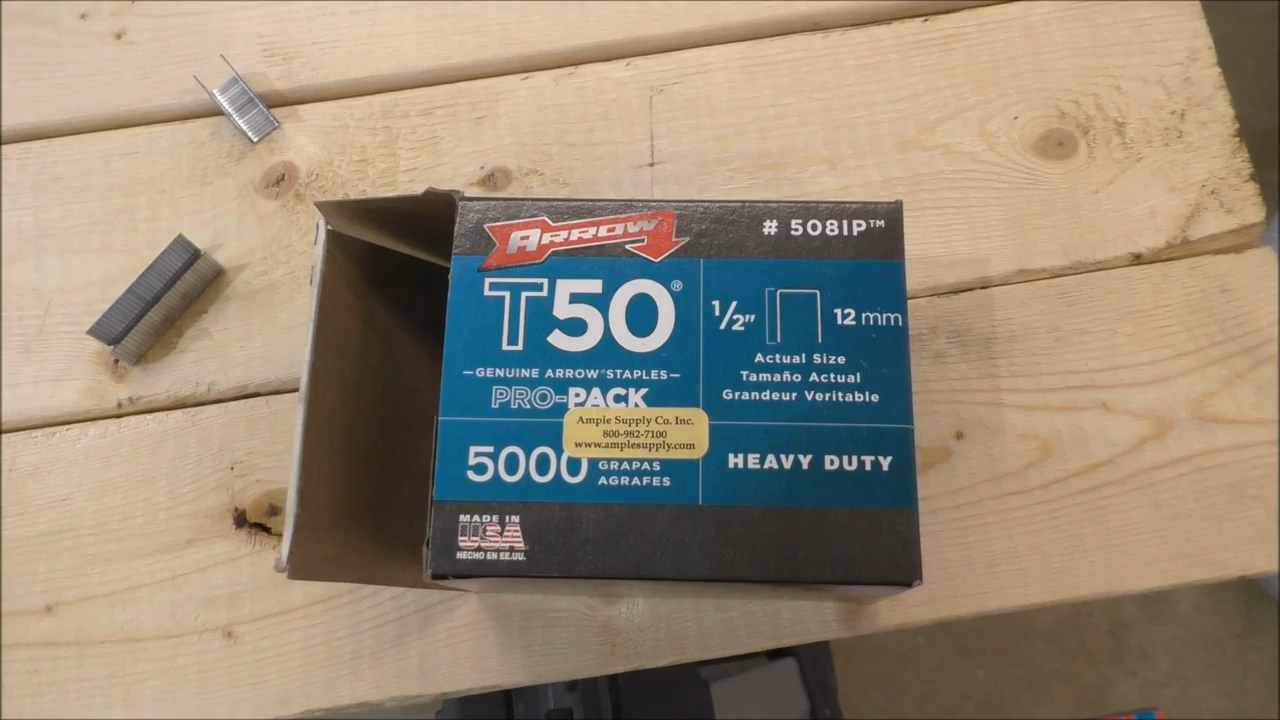 ARROW
# 508IP™
T50®
1/2" 12 mm
Actual Size
Tamaño Actual
Grandeur Veritable
GENUINE ARROW® STAPLES
PRO-PACK
Ample Supply Co. Inc.
800-982-7100
www.amplesupply.com
5000
GRAPAS
AGRAFES
HEAVY DUTY
MADE IN
USA
HECHO EN EE.UU.